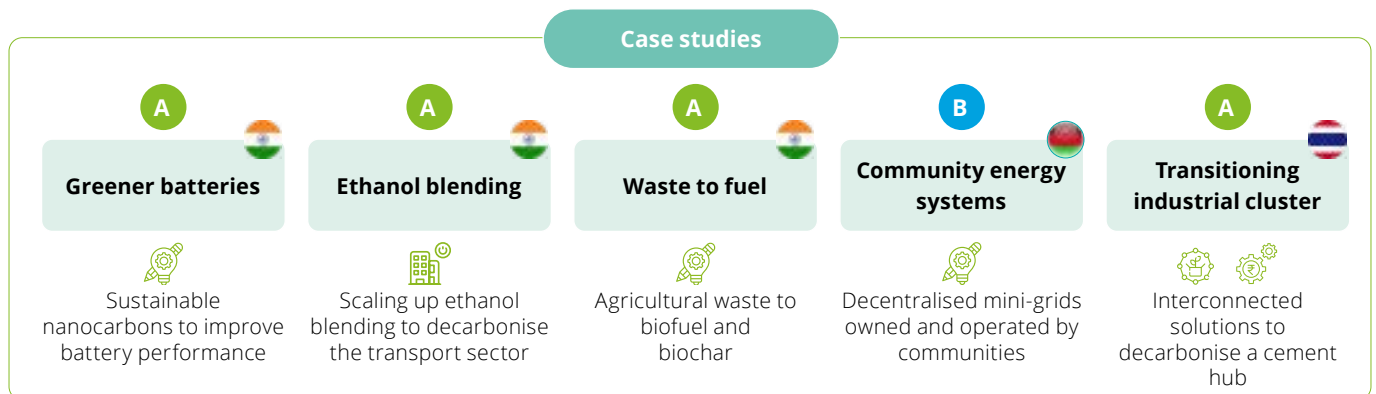 Case studies
A
Greener batteries
Sustainable
nanocarbons to improve
battery performance
A
Ethanol blending
Scaling up ethanol
blending to decarbonise
the transport sector
A
Waste to fuel
Agricultural waste to
biofuel and
biochar
B
Community energy
systems
Decentralised mini-grids
owned and operated by
communities
A
Transitioning
industrial cluster
₹
Interconnected
solutions to
decarbonise a cement
hub